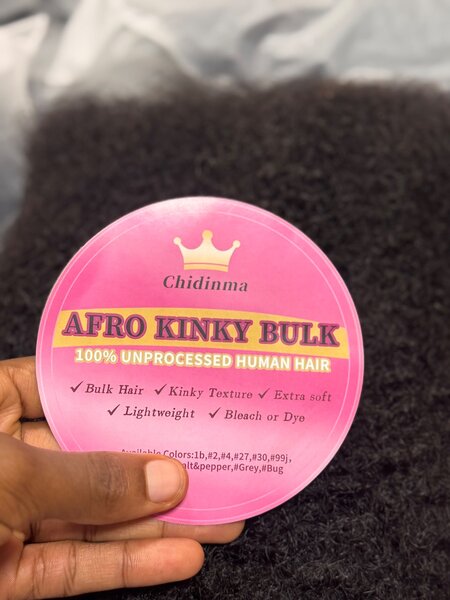 Chidinma
AFRO KINKY BULK
100% UNPROCESSED HUMAN HAIR
✓ Bulk Hair ✓ Kinky Texture ✓ Extra soft
✓ Lightweight ✓ Bleach or Dye
Available Colors:1b,#2,#4,#27,#30,#99j,
alt&pepper,#Grey,#Bug